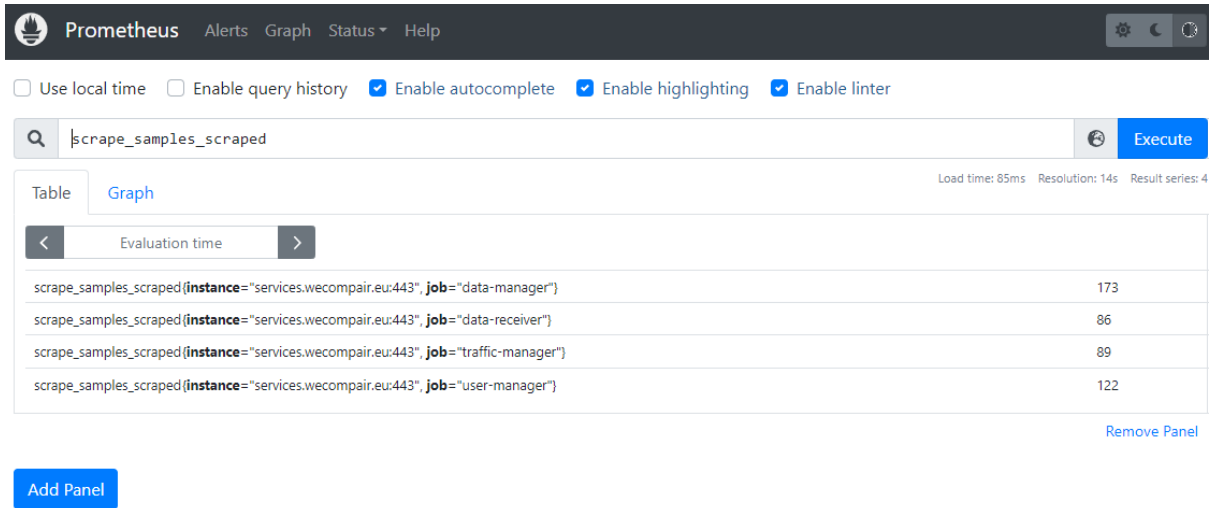 Prometheus Alerts Graph Status Help
Use local time Enable query history Enable autocomplete Enable highlighting Enable linter
scrape_samples_scraped Execute
Table Graph Load time: 85ms Resolution: 14s Result series: 4
Evaluation time
scrape_samples_scraped{instance="services.wecompair.eu:443", job="data-manager"} 173
scrape_samples_scraped{instance="services.wecompair.eu:443", job="data-receiver"} 86
scrape_samples_scraped{instance="services.wecompair.eu:443", job="traffic-manager"} 89
scrape_samples_scraped{instance="services.wecompair.eu:443", job="user-manager"} 122
Remove Panel
Add Panel